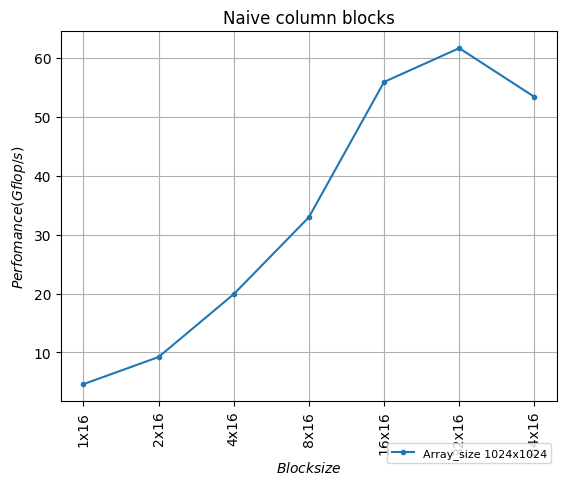 Naive column blocks
Perfomance(Gflop/s)
60
50
40
30
20
10
1x16
2x16
4x16
8x16
16x16
32x16
Blocksize
Array_size 1024x1024